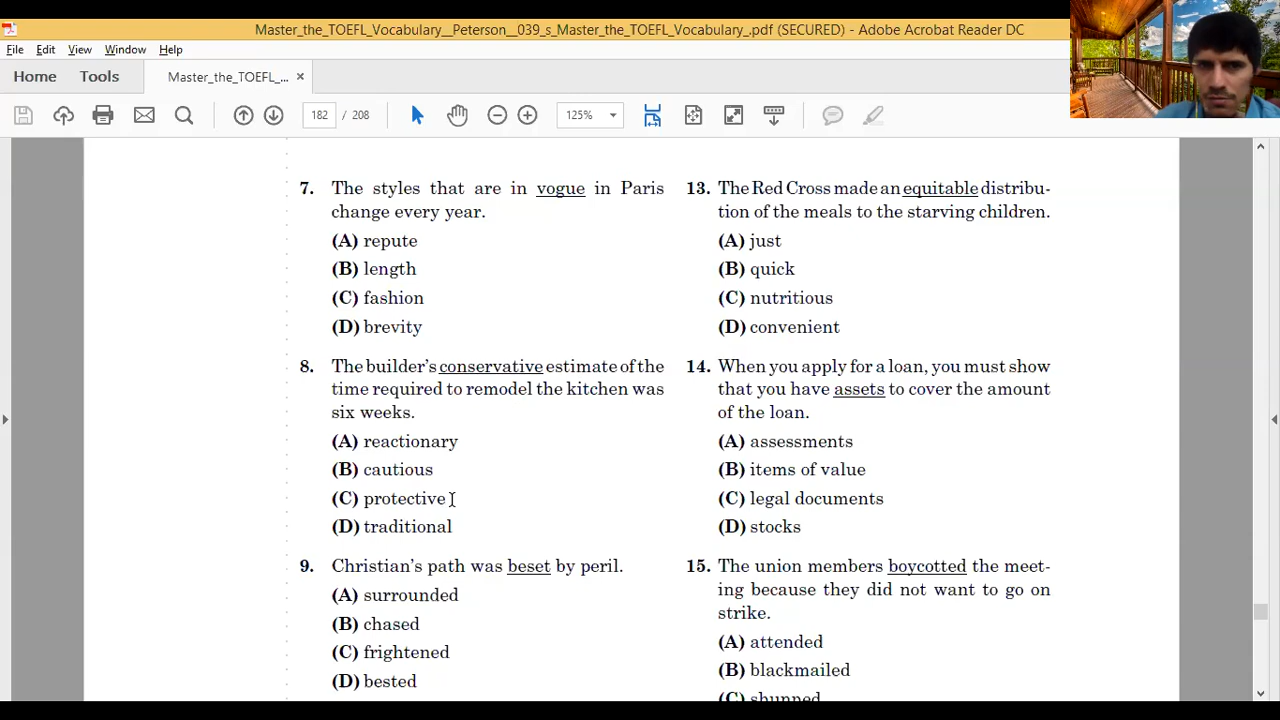 Master_the_TOEFL_Vocabulary__Peterson__039_s_Master_the_TOEFL_Vocabulary_.pdf (SECURED) - Adobe Acrobat Reader DC
File Edit View Window Help
Home Tools Master_the_TOEFL_... ×
182 / 208 125%
7. The styles that are in vogue in Paris
change every year.
(A) repute
(B) length
(C) fashion
(D) brevity
8. The builder's conservative estimate of the
time required to remodel the kitchen was
six weeks.
(A) reactionary
(B) cautious
(C) protective
(D) traditional
9. Christian's path was beset by peril.
(A) surrounded
(B) chased
(C) frightened
(D) bested
13. The Red Cross made an equitable distribu-
tion of the meals to the starving children.
(A) just
(B) quick
(C) nutritious
(D) convenient
14. When you apply for a loan, you must show
that you have assets to cover the amount
of the loan.
(A) assessments
(B) items of value
(C) legal documents
(D) stocks
15. The union members boycotted the meet-
ing because they did not want to go on
strike.
(A) attended
(B) blackmailed
(C) shunned